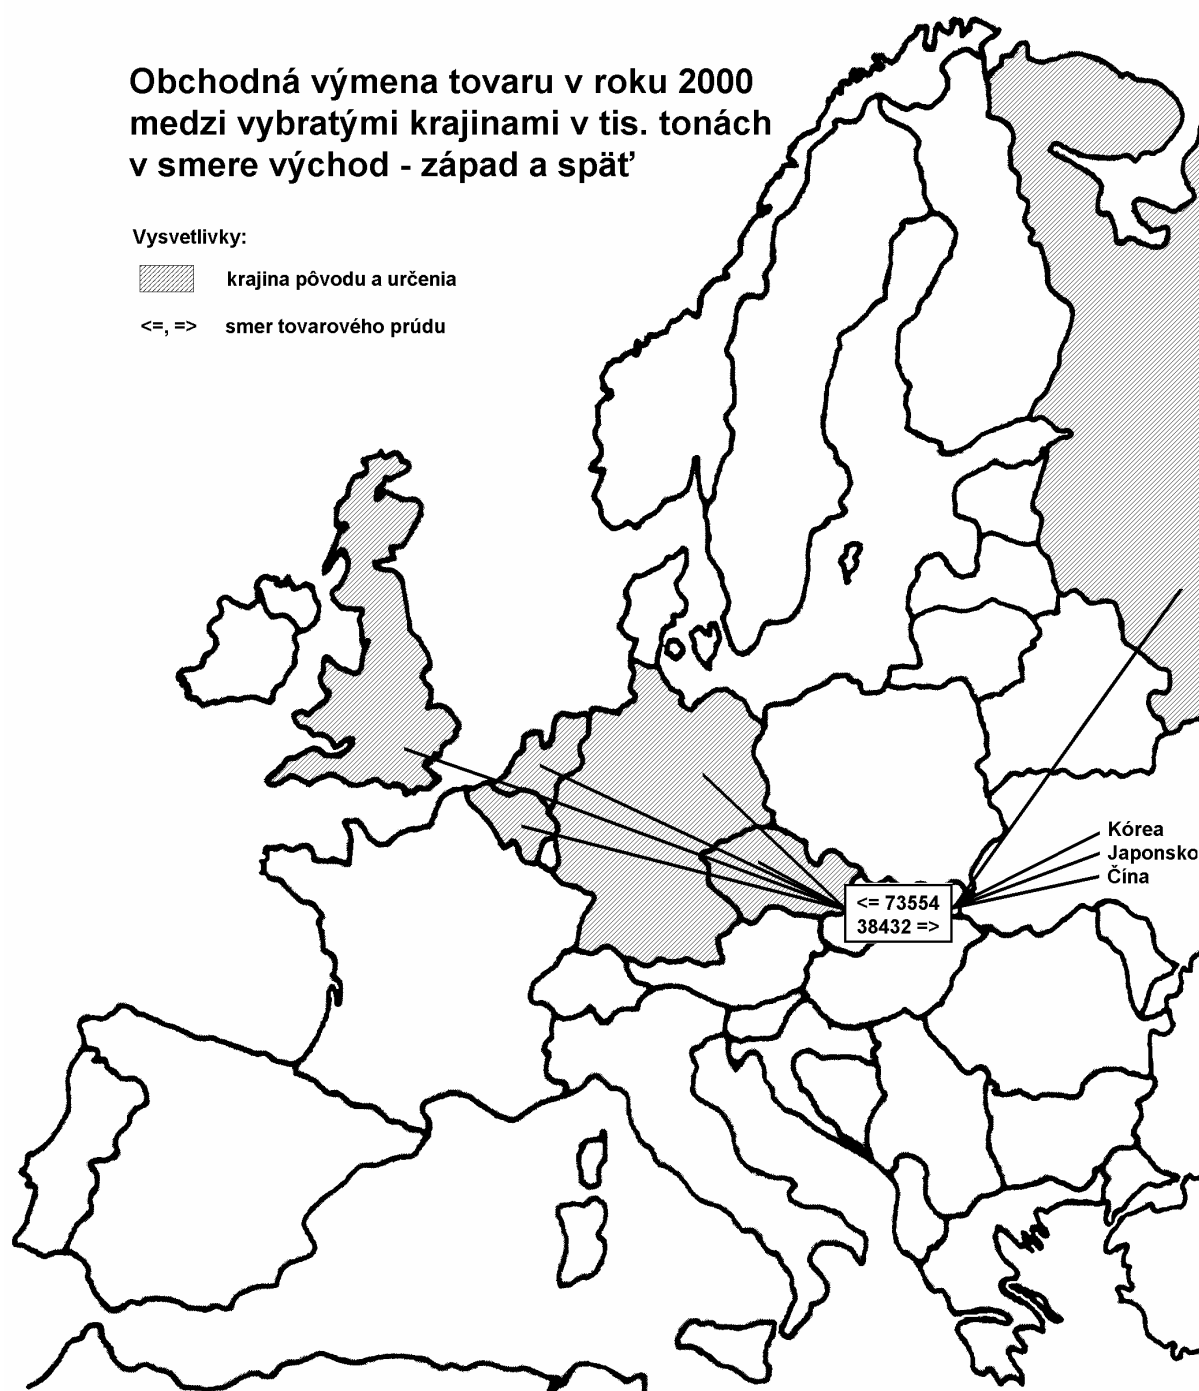 Obchodná výmena tovaru v roku 2000
medzi vybratými krajinami v tis. tonách
v smere východ - západ a späť
Vysvetlivky:
krajina pôvodu a určenia
<=, => smer tovarového prúdu
Kórea
Japonsko
Čína
<= 73554
38432 =>